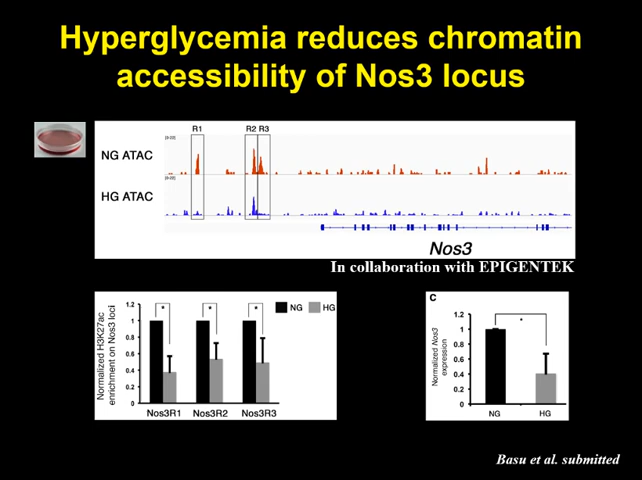 Hyperglycemia reduces chromatin
accessibility of Nos3 locus
R1 R2 R3
NG ATAC
HG ATAC
Nos3
In collaboration with EPIGENTEK
Normalized H3K27ac
enrichment on Nos3 loci
1.2
1
0.8
0.6
0.4
0.2
0
* * *
NG HG
Nos3R1 Nos3R2 Nos3R3
C
Normalized Nos3
expression
1.2
1
0.8
0.6
0.4
0.2
0
*
NG HG
Basu et al. submitted